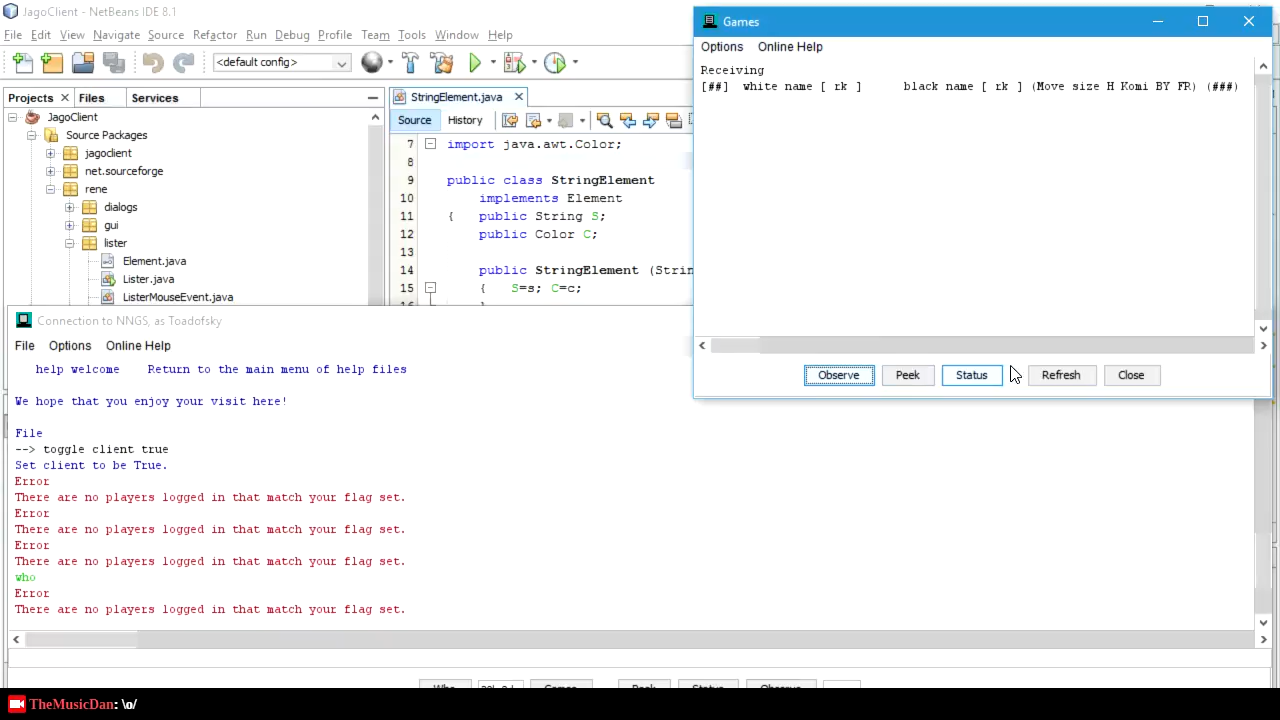 JagoClient - NetBeans IDE 8.1
File Edit View Navigate Source Refactor Run Debug Profile Team Tools Window Help
<default config>
Projects Files Services
JagoClient
Source Packages
jagoclient
net.sourceforge
rene
dialogs
gui
lister
Element.java
Lister.java
ListerMouseEvent.java
StringElement.java
Source History
7 import java.awt.Color;
8
9 public class StringElement
10 implements Element
11 { public String S;
12 public Color C;
13
14 public StringElement (Strin
15 { S=s; C=c;
Games
Options Online Help
Receiving
[##] white name [ rk ] black name [ rk ] (Move size H Komi BY FR) (###)
Observe Peek Status Refresh Close
Connection to NNGS, as Toadofsky
File Options Online Help
help welcome Return to the main menu of help files
We hope that you enjoy your visit here!
File
--> toggle client true
Set client to be True.
Error
There are no players logged in that match your flag set.
Error
There are no players logged in that match your flag set.
Error
There are no players logged in that match your flag set.
who
Error
There are no players logged in that match your flag set.
TheMusicDan: \o/